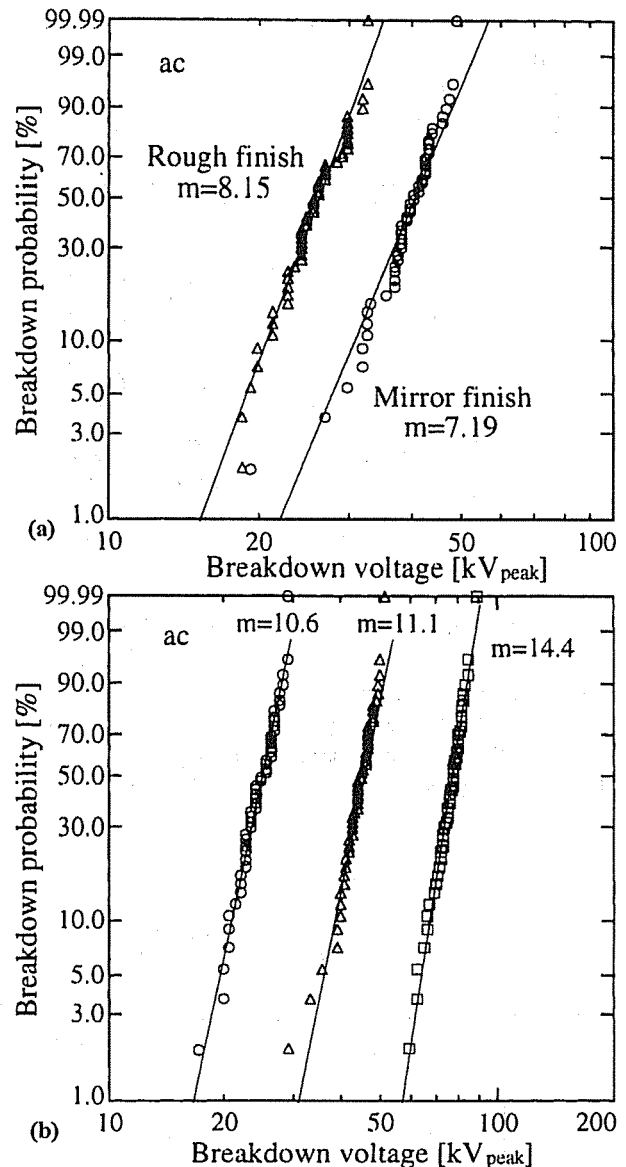 99.99
99.0
90.0
70.0
50.0
30.0
10.0
5.0
3.0
1.0
Breakdown probability [%]
ac
Rough finish
m=8.15
Mirror finish
m=7.19
(a)
10 20 50 100
Breakdown voltage [kVpeak]
99.99
99.0
90.0
70.0
50.0
30.0
10.0
5.0
3.0
1.0
Breakdown probability [%]
ac
m=10.6 m=11.1
m=14.4
(b)
10 20 50 100 200
Breakdown voltage [kVpeak]